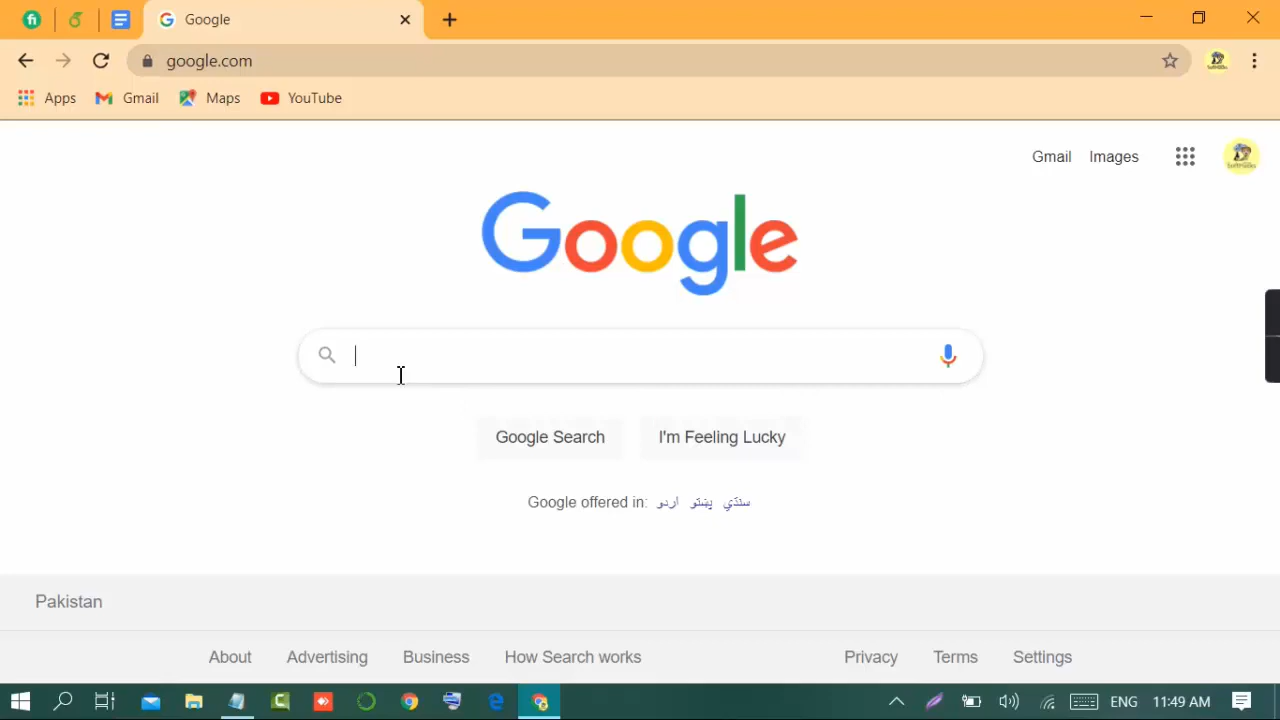 Google
google.com
Apps Gmail Maps YouTube
Gmail Images
Google
Google Search I'm Feeling Lucky
Google offered in: اردو پښتو سنڌي
Pakistan
About Advertising Business How Search works Privacy Terms Settings
ENG 11:49 AM